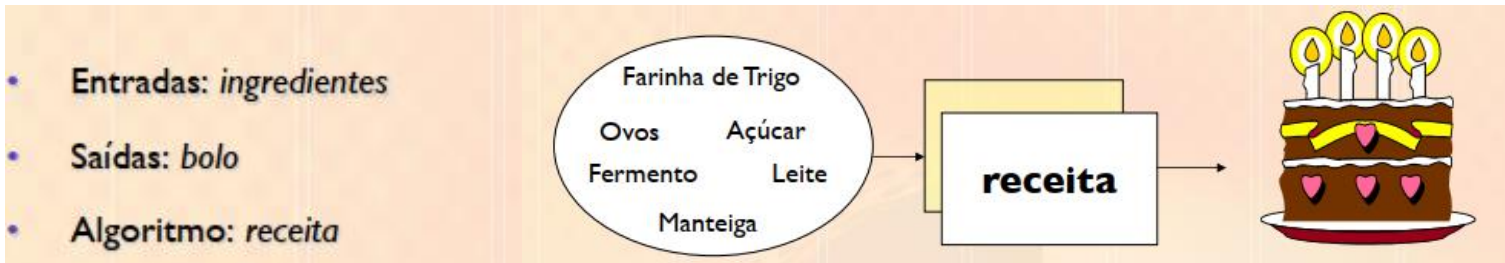 • Entradas: ingredientes
• Saídas: bolo
• Algoritmo: receita
Farinha de Trigo
Ovos Açúcar
Fermento Leite
Manteiga
receita